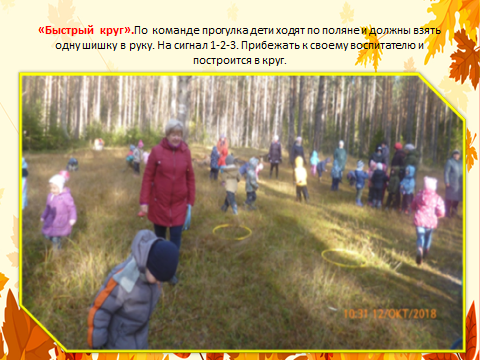 «Быстрый круг».По команде прогулка дети ходят по поляне и должны взять
одну шишку в руку. На сигнал 1-2-3. Прибежать к своему воспитателю и
построится в круг.
10:31 12/ОКТ/2018